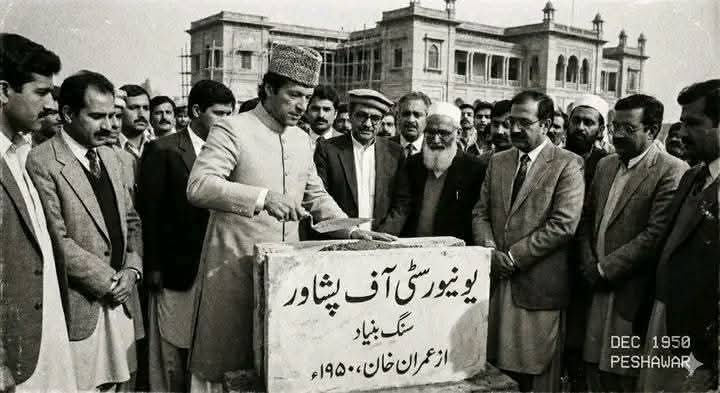 یونیورسٹی آف پشاور
سنگ بنیاد
از عمران خان، ۱۹۵۰ء
DEC 1950
PESHAWAR